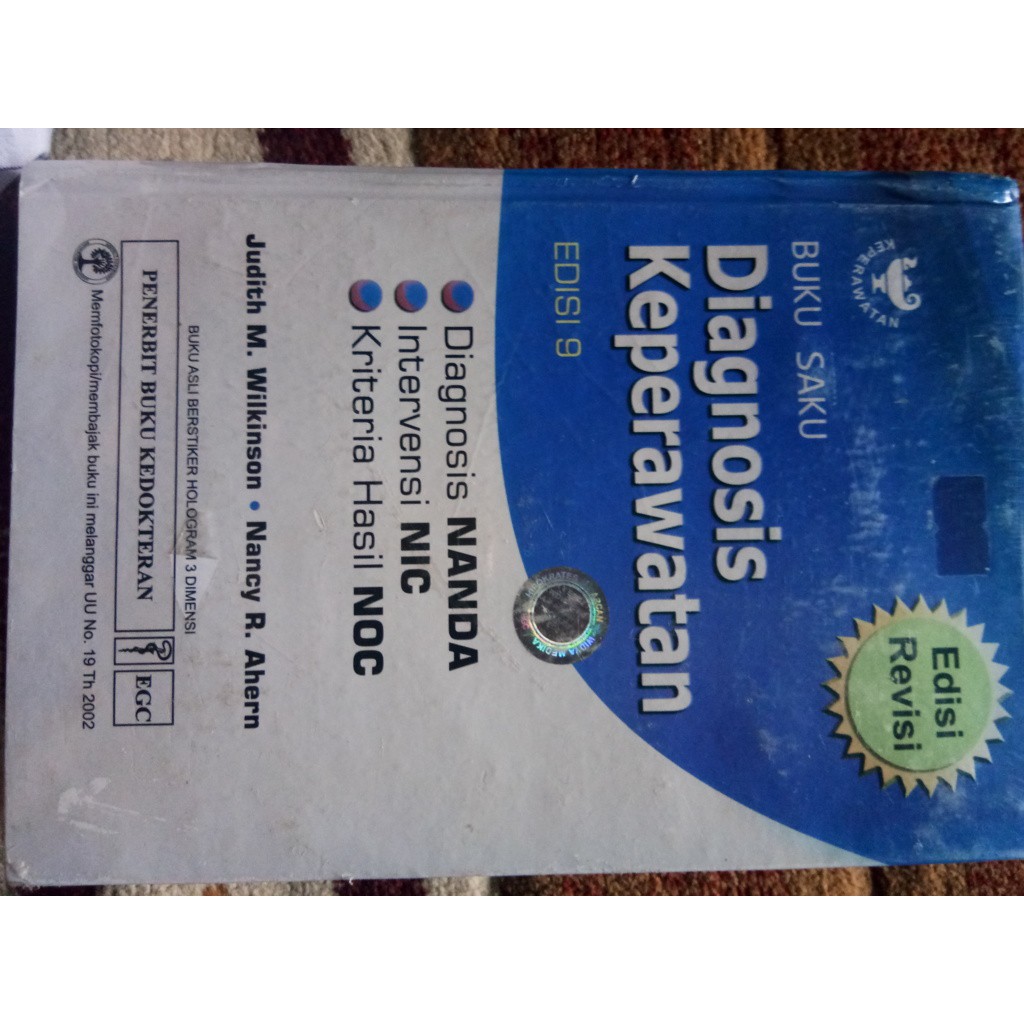 KEPERAWATAN
BUKU SAKU
Diagnosis
Keperawatan
Edisi
Revisi
EDISI 9
Diagnosis NANDA
Intervensi NIC
Kriteria Hasil NOC
Judith M. Wilkinson • Nancy R. Ahern
BUKU ASLI BERSTIKER HOLOGRAM 3 DIMENSI
PENERBIT BUKU KEDOKTERAN EGC
Memfotokopi/membajak buku ini melanggar UU No. 19 Th 2002